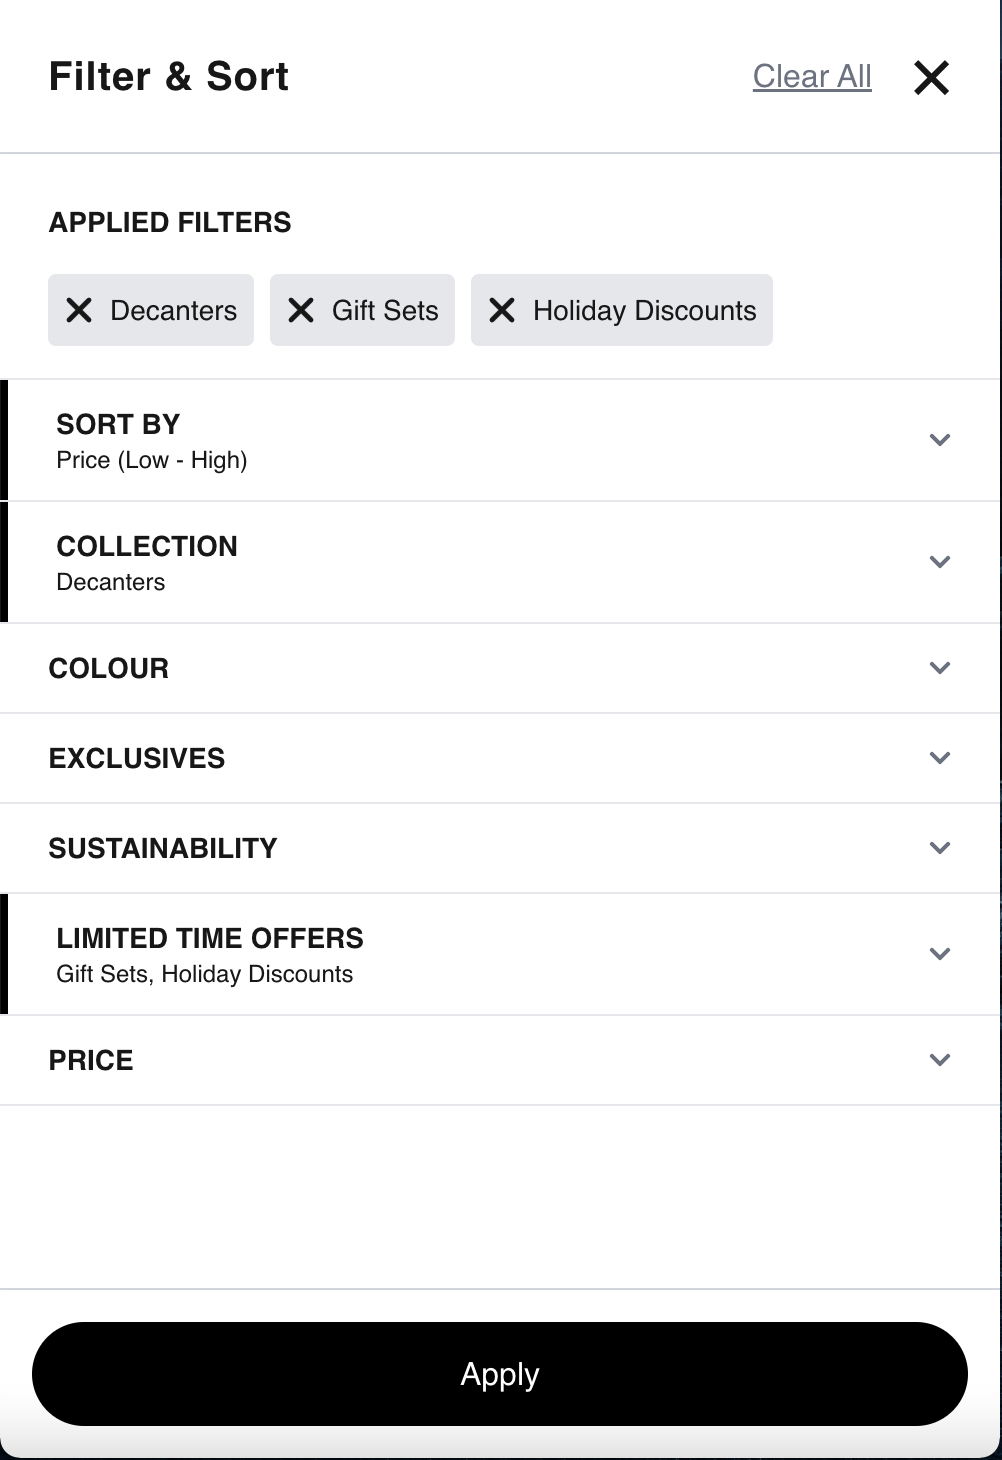 Filter & Sort Clear All
APPLIED FILTERS
Decanters Gift Sets Holiday Discounts
SORT BY
Price (Low - High)
COLLECTION
Decanters
COLOUR
EXCLUSIVES
SUSTAINABILITY
LIMITED TIME OFFERS
Gift Sets, Holiday Discounts
PRICE
Apply